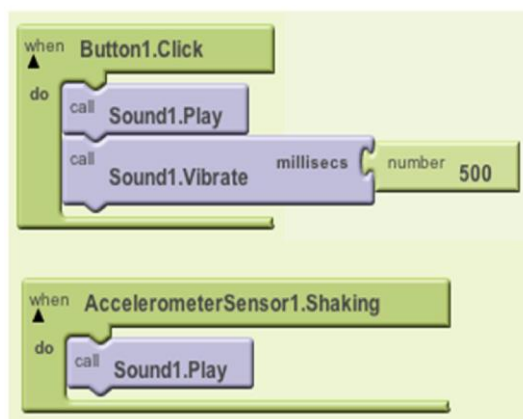 when Button1.Click
do call Sound1.Play
call Sound1.Vibrate millisecs number 500
when AccelerometerSensor1.Shaking
do call Sound1.Play